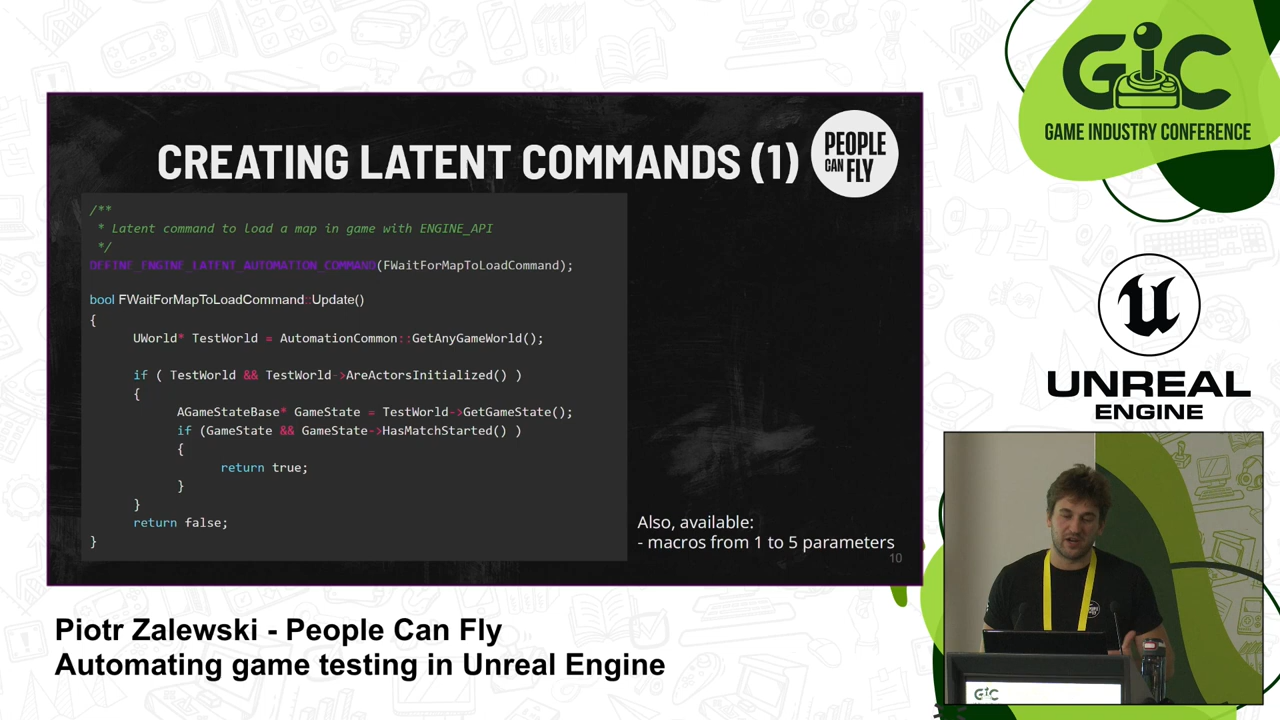 GIC
GAME INDUSTRY CONFERENCE
CREATING LATENT COMMANDS (1)
PEOPLE
CAN FLY
/**
* Latent command to load a map in game with ENGINE_API
*/
DEFINE_ENGINE_LATENT_AUTOMATION_COMMAND(FWaitForMapToLoadCommand);
bool FWaitForMapToLoadCommand::Update()
{
UWorld* TestWorld = AutomationCommon::GetAnyGameWorld();
if ( TestWorld && TestWorld->AreActorsInitialized() )
{
AGameStateBase* GameState = TestWorld->GetGameState();
if (GameState && GameState->HasMatchStarted() )
{
return true;
}
}
return false;
}
Also, available:
- macros from 1 to 5 parameters
10
UNREAL
ENGINE
GIC
Piotr Zalewski - People Can Fly
Automating game testing in Unreal Engine